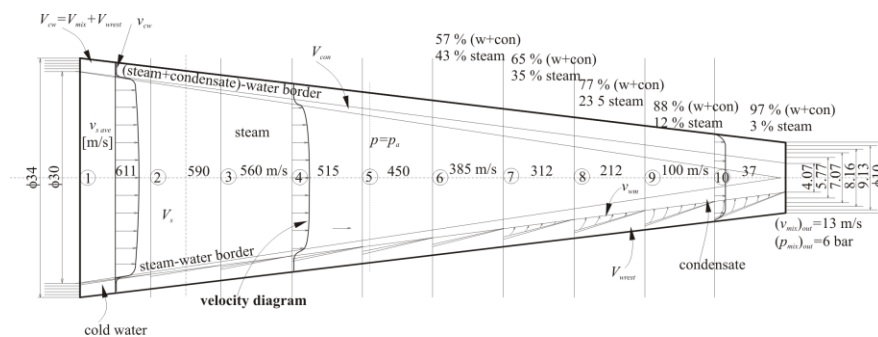 V_cw=V_mix+V_wrest
v_cw
(steam+condensate)-water border
V_con
57 % (w+con)
43 % steam
65 % (w+con)
35 % steam
77 % (w+con)
23 5 steam
88 % (w+con)
12 % steam
97 % (w+con)
3 % steam
ϕ34
ϕ30
v_s ave
[m/s]
steam
p=p_a
1
611
2
590
3
560 m/s
4
515
5
450
6
385 m/s
7
312
8
212
9
100 m/s
10
37
4.07
5.77
7.07
8.16
9.13
ϕ10
V_s
v_wm
steam-water border
velocity diagram
cold water
V_wrest
condensate
(v_mix)_out=13 m/s
(p_mix)_out=6 bar